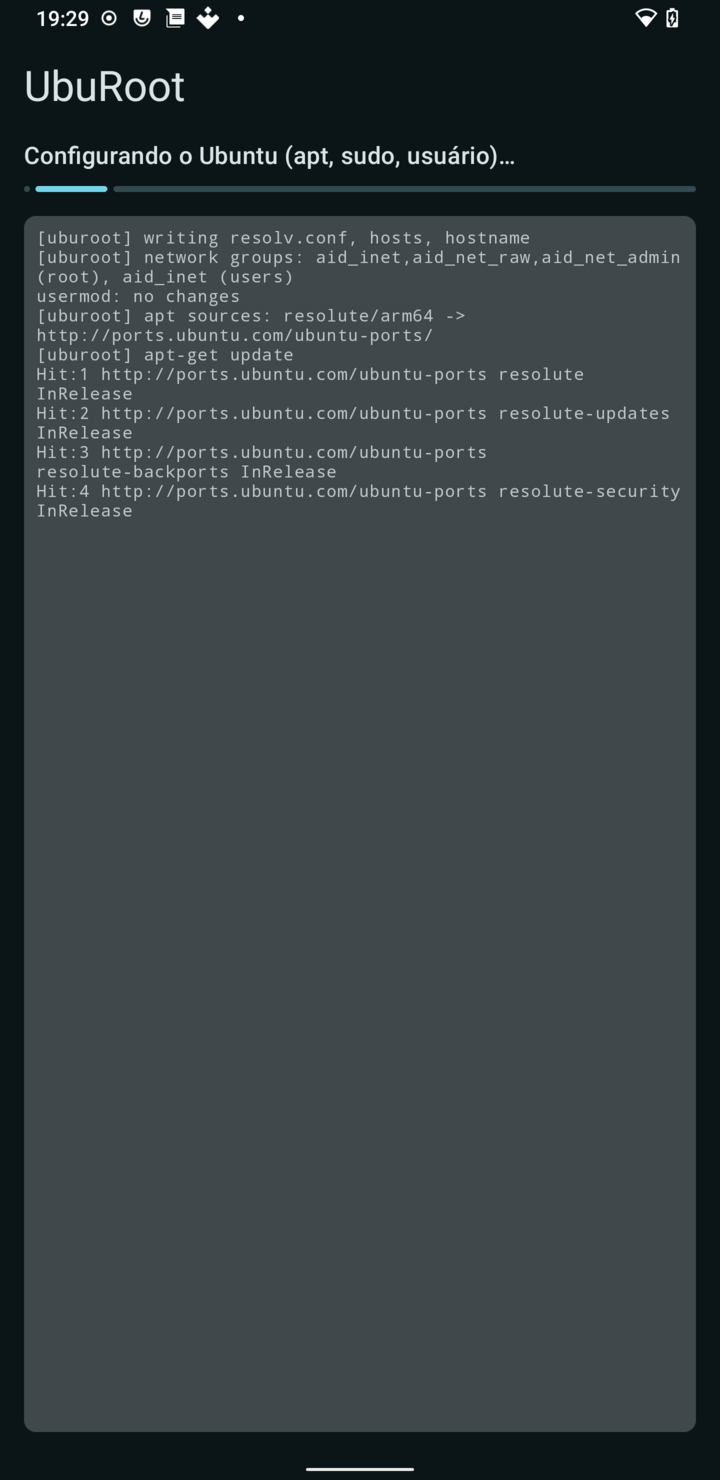 19:29
UbuRoot
Configurando o Ubuntu (apt, sudo, usuário)…
[uburoot] writing resolv.conf, hosts, hostname
[uburoot] network groups: aid_inet,aid_net_raw,aid_net_admin
(root), aid_inet (users)
usermod: no changes
[uburoot] apt sources: resolute/arm64 ->
http://ports.ubuntu.com/ubuntu-ports/
[uburoot] apt-get update
Hit:1 http://ports.ubuntu.com/ubuntu-ports resolute
InRelease
Hit:2 http://ports.ubuntu.com/ubuntu-ports resolute-updates
InRelease
Hit:3 http://ports.ubuntu.com/ubuntu-ports
resolute-backports InRelease
Hit:4 http://ports.ubuntu.com/ubuntu-ports resolute-security
InRelease